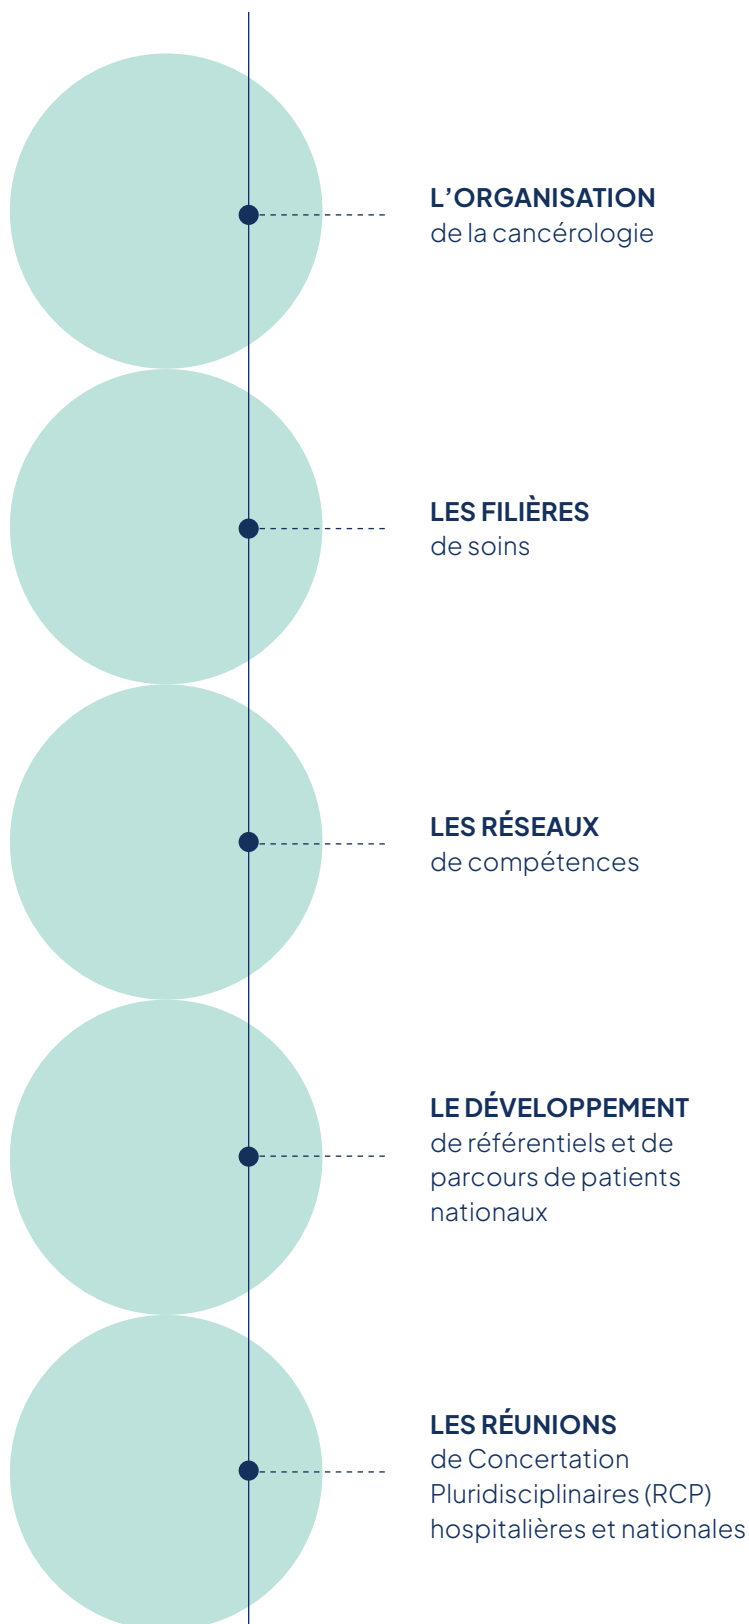 L’ORGANISATION
de la cancérologie
LES FILIÈRES
de soins
LES RÉSEAUX
de compétences
LE DÉVELOPPEMENT
de référentiels et de
parcours de patients
nationaux
LES RÉUNIONS
de Concertation
Pluridisciplinaires (RCP)
hospitalières et nationales